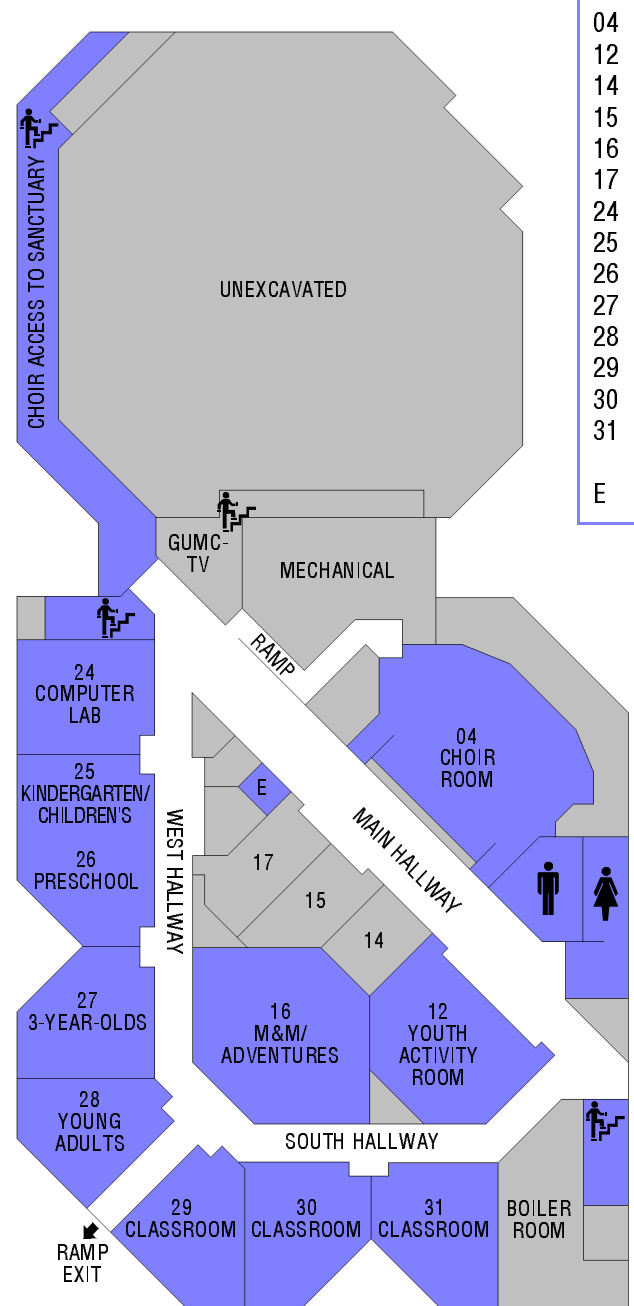 04
12
14
15
16
17
24
25
26
27
28
29
30
31
E
CHOIR ACCESS TO SANCTUARY
UNEXCAVATED
GUMC-
TV
MECHANICAL
RAMP
24
COMPUTER
LAB
04
CHOIR
ROOM
25
KINDERGARTEN/
CHILDREN'S
26
PRESCHOOL
E
WEST HALLWAY
MAIN HALLWAY
17
15
14
27
3-YEAR-OLDS
16
M&M/
ADVENTURES
12
YOUTH
ACTIVITY
ROOM
28
YOUNG
ADULTS
SOUTH HALLWAY
29
CLASSROOM
30
CLASSROOM
31
CLASSROOM
BOILER
ROOM
RAMP
EXIT